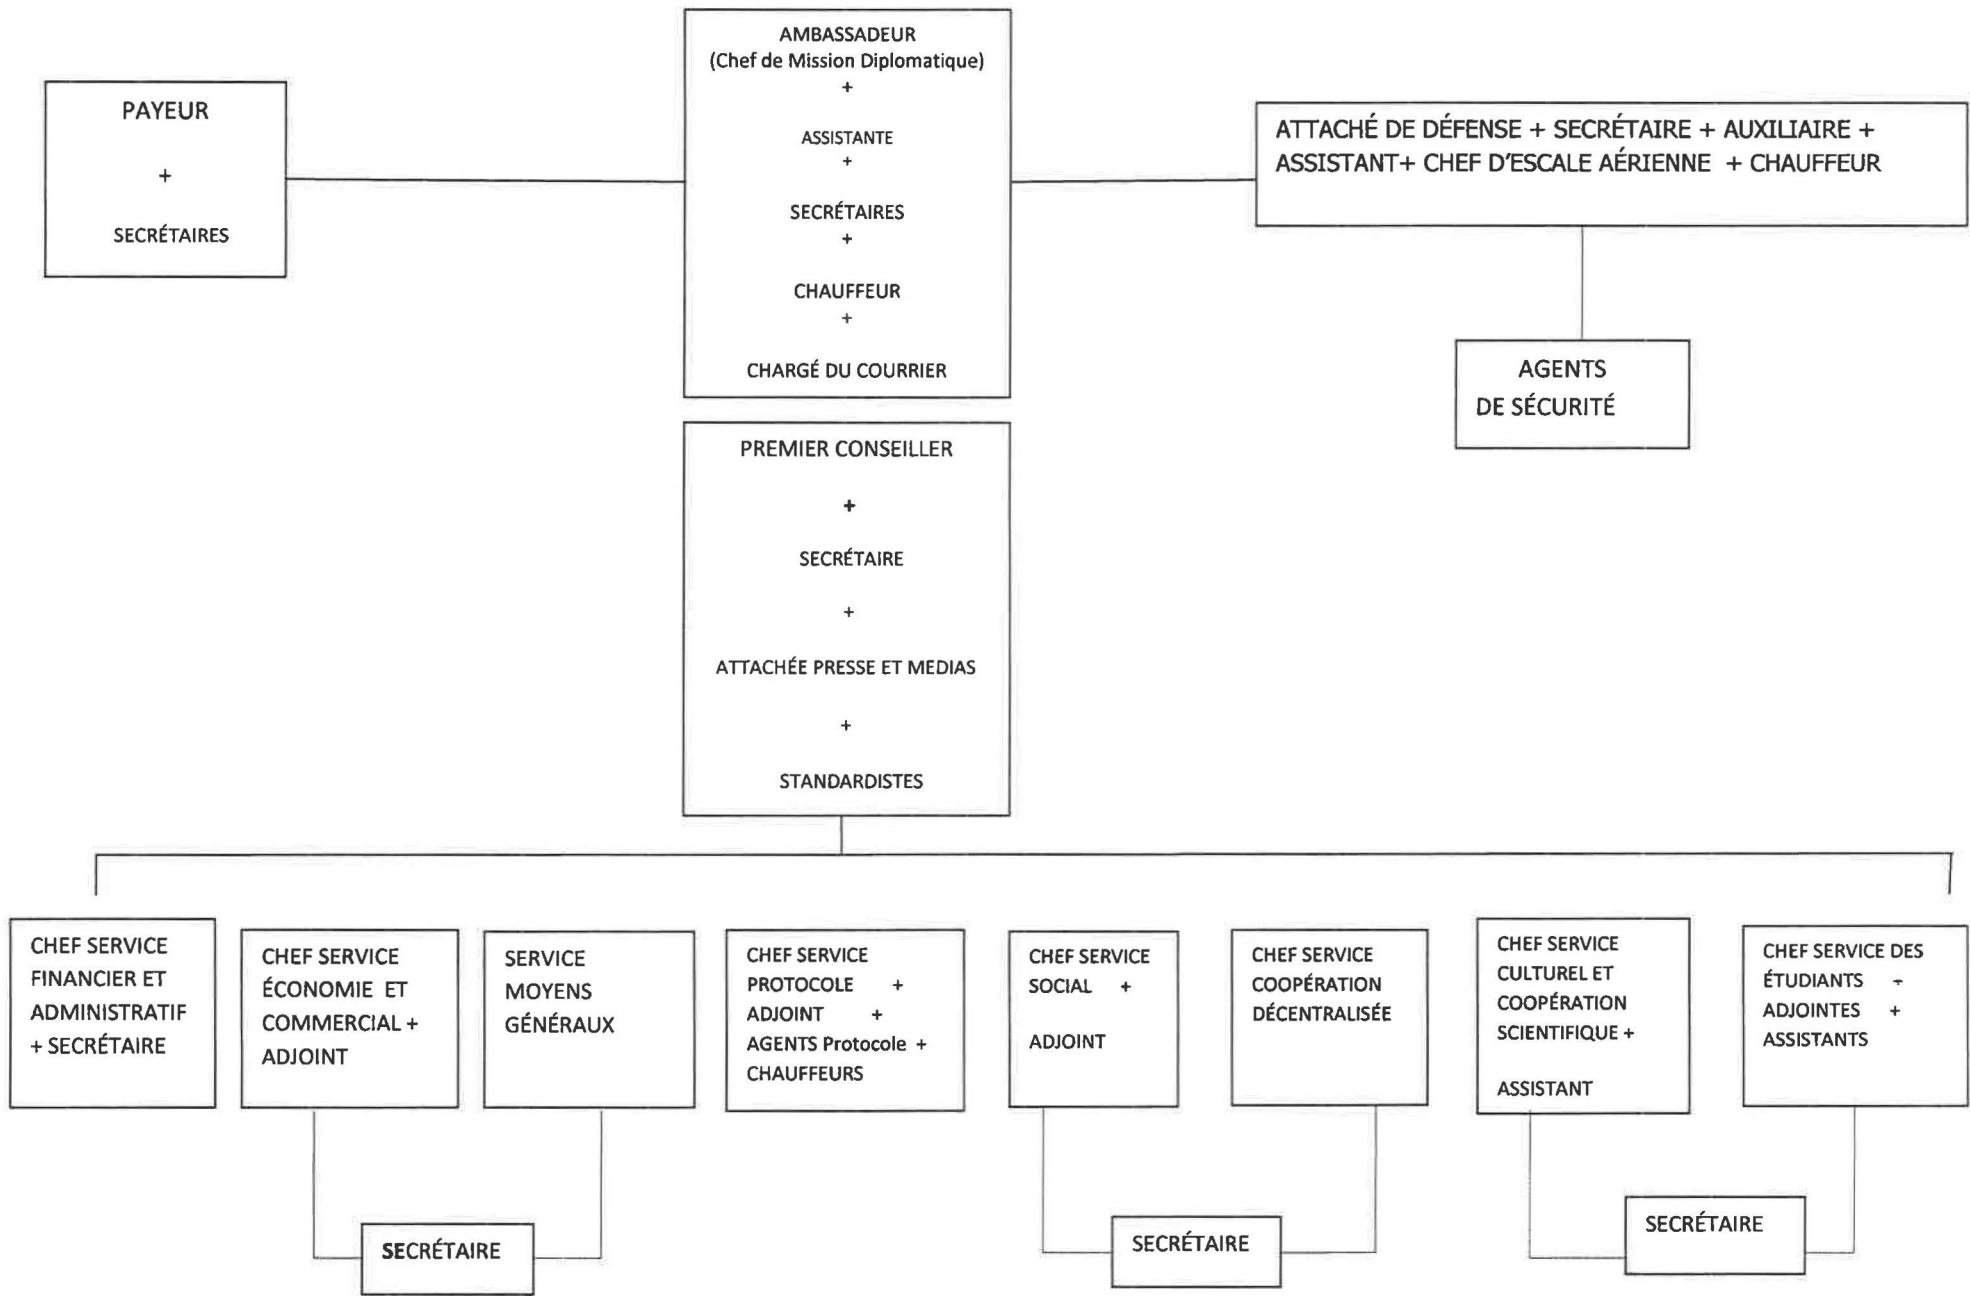 AMBASSADEUR
(Chef de Mission Diplomatique)
+
ASSISTANTE
+
SECRÉTAIRES
+
CHAUFFEUR
+
CHARGÉ DU COURRIER
PAYEUR
+
SECRÉTAIRES
ATTACHÉ DE DÉFENSE + SECRÉTAIRE + AUXILIAIRE +
ASSISTANT+ CHEF D'ESCALE AÉRIENNE + CHAUFFEUR
AGENTS
DE SÉCURITÉ
PREMIER CONSEILLER
+
SECRÉTAIRE
+
ATTACHÉE PRESSE ET MEDIAS
+
STANDARDISTES
CHEF SERVICE
FINANCIER ET
ADMINISTRATIF
+ SECRÉTAIRE
CHEF SERVICE
ÉCONOMIE ET
COMMERCIAL +
ADJOINT
SERVICE
MOYENS
GÉNÉRAUX
CHEF SERVICE
PROTOCOLE +
ADJOINT +
AGENTS Protocole +
CHAUFFEURS
CHEF SERVICE
SOCIAL +
ADJOINT
CHEF SERVICE
COOPÉRATION
DÉCENTRALISÉE
CHEF SERVICE
CULTUREL ET
COOPÉRATION
SCIENTIFIQUE +
ASSISTANT
CHEF SERVICE DES
ÉTUDIANTS +
ADJOINTES +
ASSISTANTS
SECRÉTAIRE
SECRÉTAIRE
SECRÉTAIRE